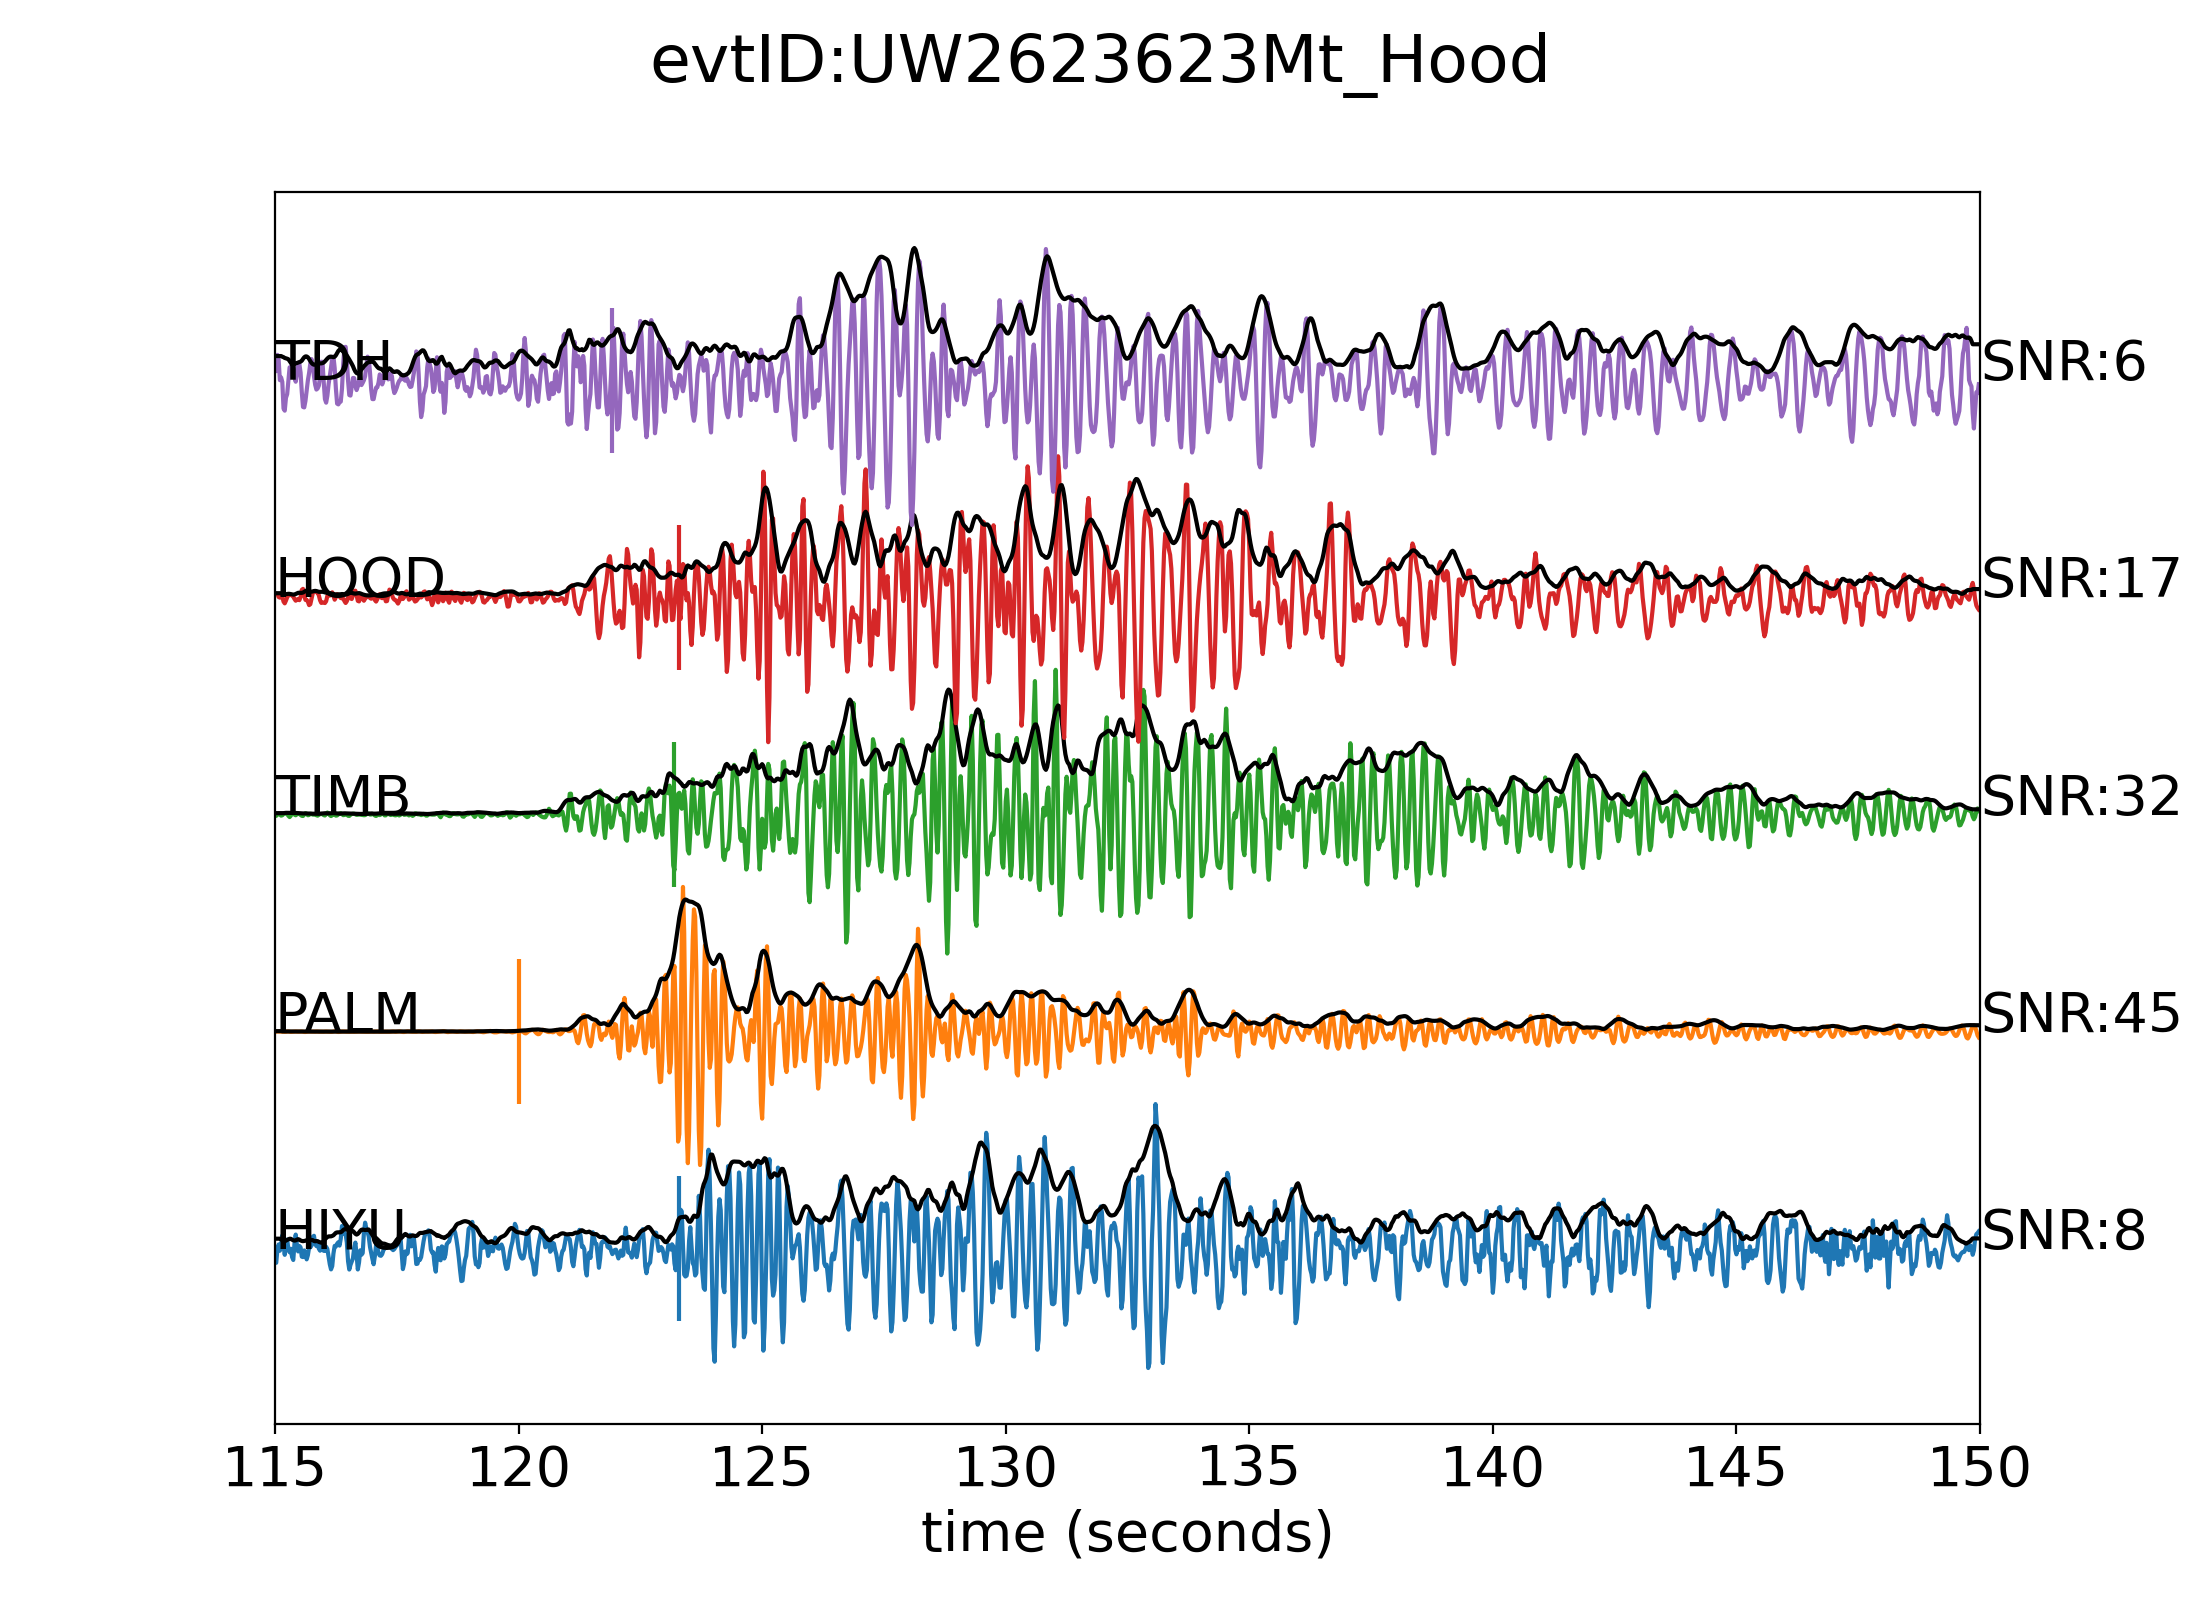 evtID:UW2623623Mt_Hood
TDH SNR:6
HOOD SNR:17
TIMB SNR:32
PALM SNR:45
HIYU SNR:8
115 120 125 130 135 140 145 150
time (seconds)